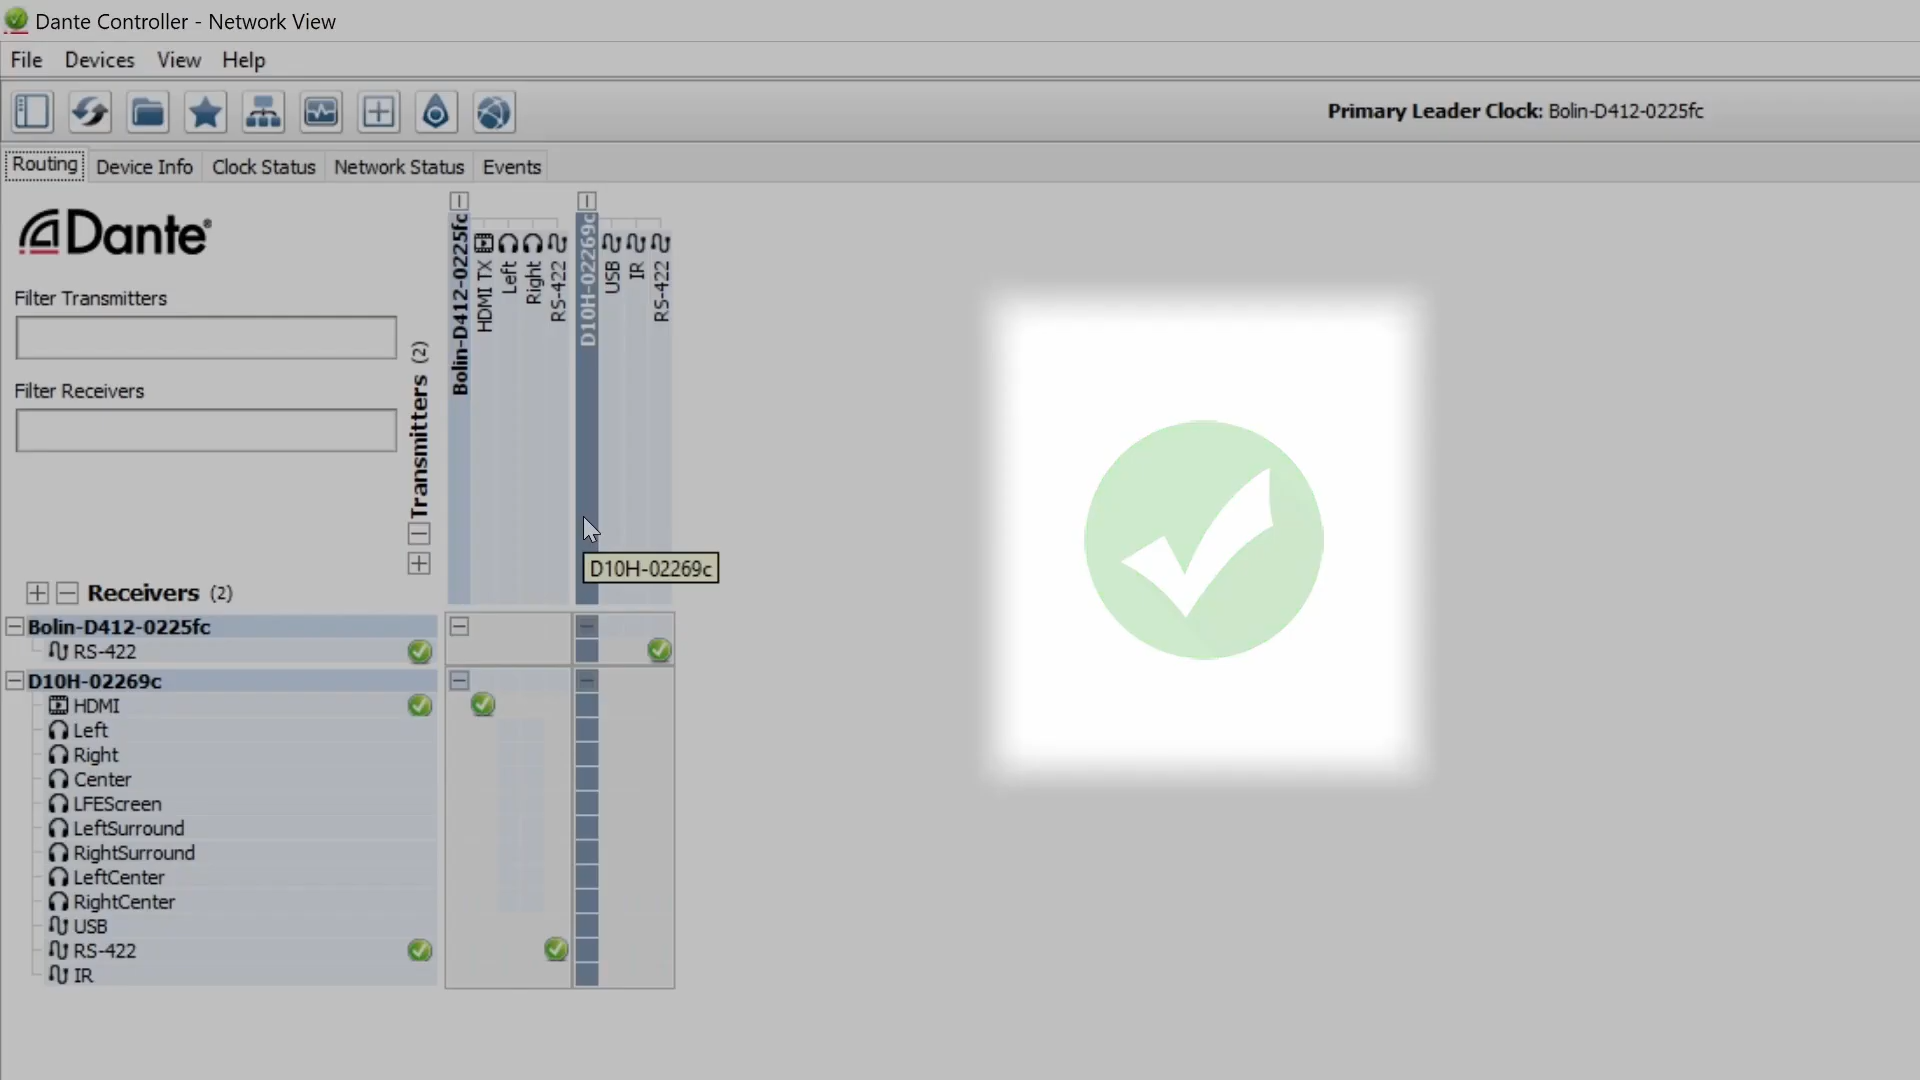 Dante Controller - Network View
File Devices View Help
Primary Leader Clock: Bolin-D412-0225fc
Routing Device Info Clock Status Network Status Events
Dante
Filter Transmitters
Filter Receivers
Transmitters (2)
Bolin-D412-0225fc
HDMI TX
Left
Right
RS-422
D10H-02269c
USB
IR
RS-422
D10H-02269c
Receivers (2)
Bolin-D412-0225fc
RS-422
D10H-02269c
HDMI
Left
Right
Center
LFEScreen
LeftSurround
RightSurround
LeftCenter
RightCenter
USB
RS-422
IR